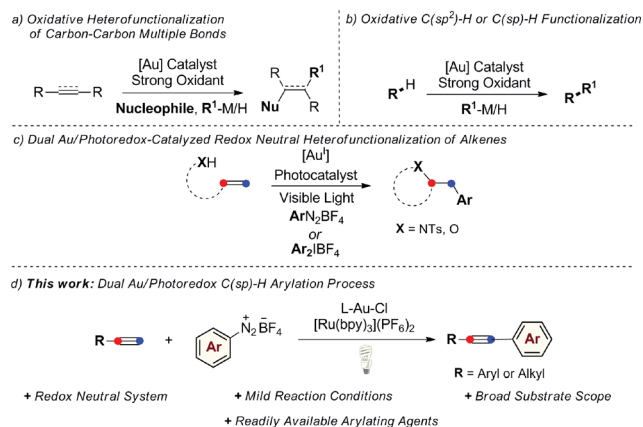 a) Oxidative Heterofunctionalization
of Carbon-Carbon Multiple Bonds
b) Oxidative C(sp²)-H or C(sp)-H Functionalization
R R
[Au] Catalyst
Strong Oxidant
Nucleophile, R¹-M/H
R R¹
Nu R
R H
[Au] Catalyst
Strong Oxidant
R¹-M/H
R R¹
c) Dual Au/Photoredox-Catalyzed Redox Neutral Heterofunctionalization of Alkenes
XH
[Auᴵ]
Photocatalyst
Visible Light
ArN₂BF₄
or
Ar₂IBF₄
X
Ar
X = NTs, O
d) This work: Dual Au/Photoredox C(sp)-H Arylation Process
R
+
Ar
N₂BF₄
+ −
L-Au-Cl
[Ru(bpy)₃](PF₆)₂
R
Ar
R = Aryl or Alkyl
+ Redox Neutral System
+ Mild Reaction Conditions
+ Broad Substrate Scope
+ Readily Available Arylating Agents